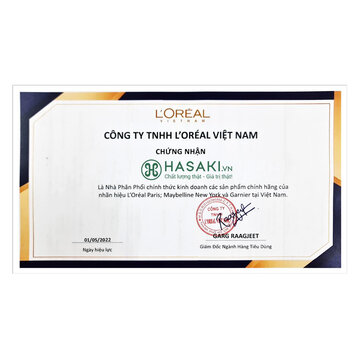 L'ORÉAL
VIETNAM
CÔNG TY TNHH L'ORÉAL VIỆT NAM
CHỨNG NHẬN
HASAKI.VN
Chất lượng thật - Giá trị thật!
Là Nhà Phân Phối chính thức kinh doanh các sản phẩm chính hãng của
nhãn hiệu L'Oréal Paris; Maybelline New York và Garnier tại Việt Nam.
CÔNG TY
TNHH
01/05/2022
Ngày hiệu lực
GARG RAAGJEET
Giám Đốc Ngành Hàng Tiêu Dùng